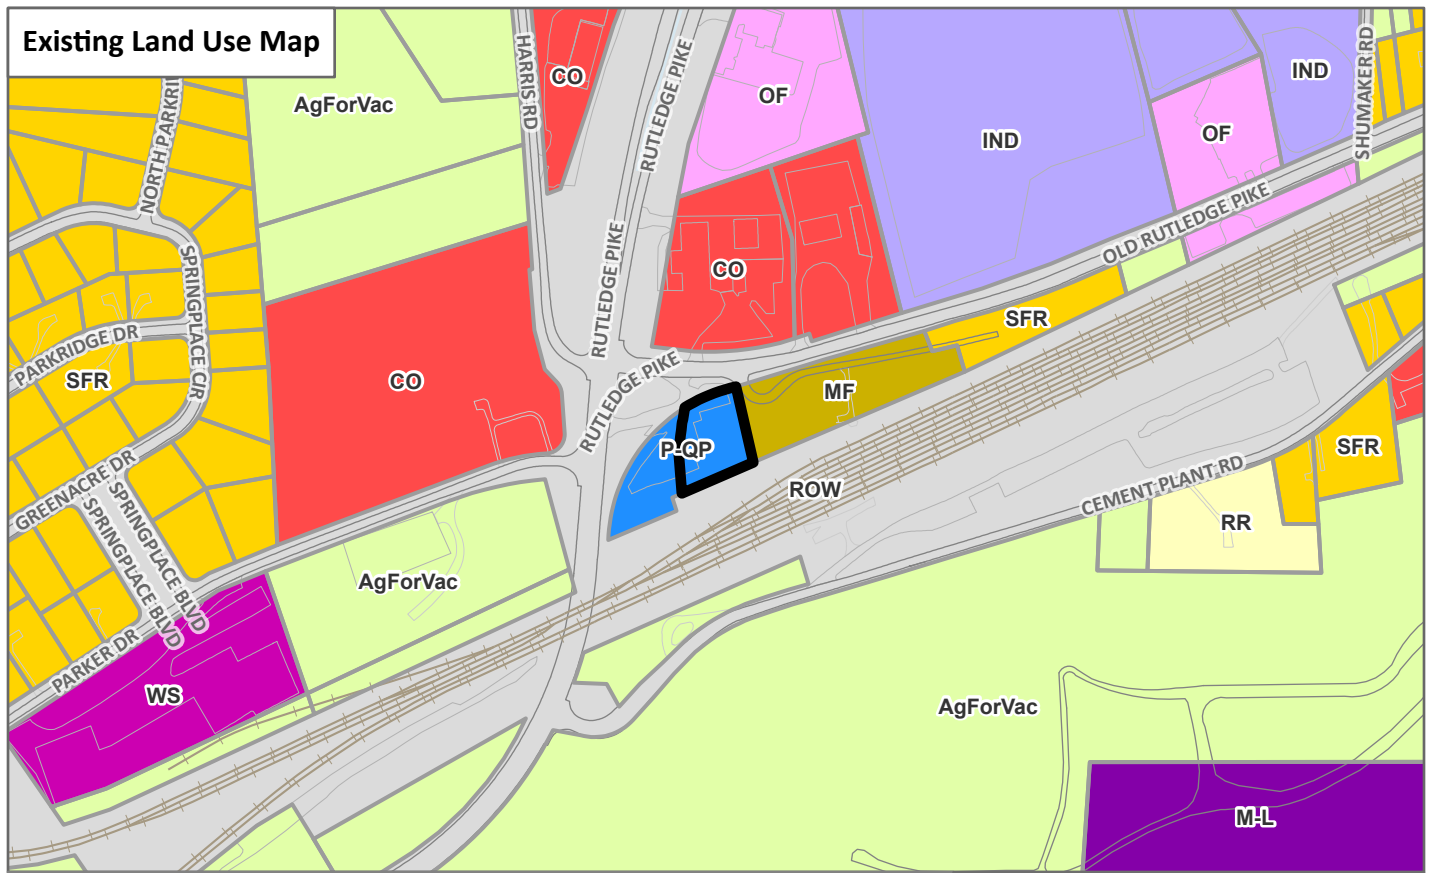 Existing Land Use Map
HARRIS RD
CO
RUTLEDGE PIKE
OF
IND
IND
SHUMAKER RD
AgForVac
OF
NORTH PARKRI
OLD RUTLEDGE PIKE
SPRINGPLACE CIR
RUTLEDGE PIKE
CO
SFR
PARKRIDGE DR
SFR
CO
RUTLEDGE PIKE
MF
P-QP
SFR
GREENACRE DR
ROW
CEMENT PLANT RD
SPRINGPLACE BLVD
SPRINGPLACE BLVD
RR
AgForVac
PARKER DR
WS
AgForVac
M-L